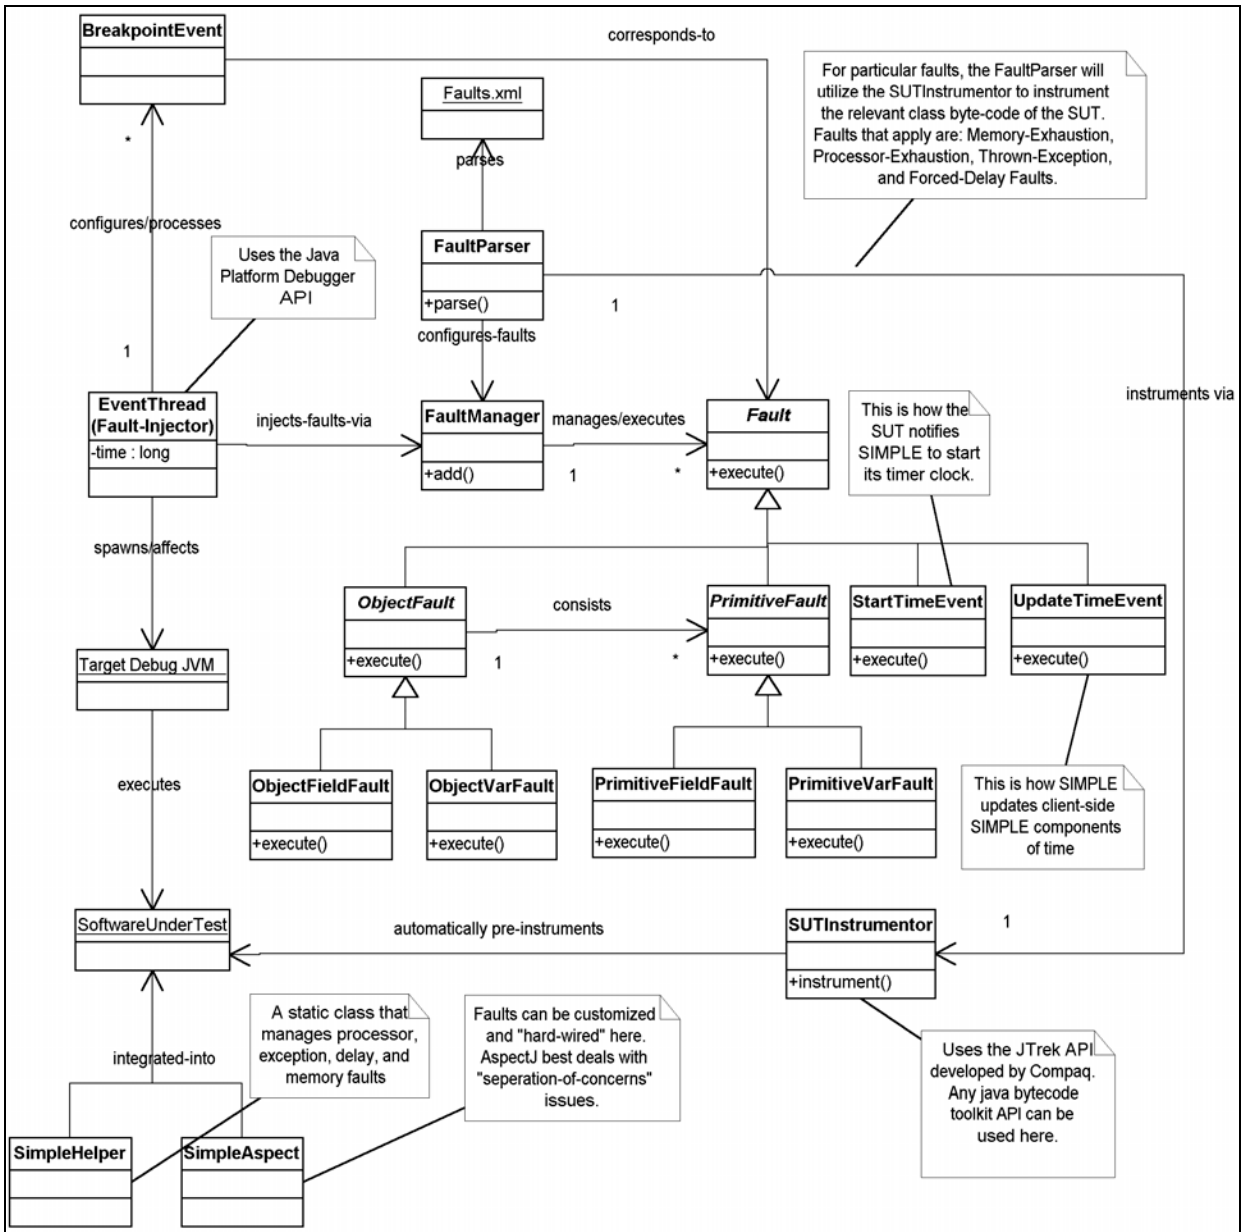 BreakpointEvent
corresponds-to
For particular faults, the FaultParser will
utilize the SUTInstrumentor to instrument
the relevant class byte-code of the SUT.
Faults that apply are: Memory-Exhaustion,
Processor-Exhaustion, Thrown-Exception,
and Forced-Delay Faults.
Faults.xml
*
parses
configures/processes
Uses the Java
Platform Debugger
API
FaultParser
+parse()
1
configures-faults
1
EventThread
(Fault-Injector)
-time : long
injects-faults-via
FaultManager
+add()
manages/executes
1
*
Fault
+execute()
This is how the
SUT notifies
SIMPLE to start
its timer clock.
instruments via
spawns/affects
ObjectFault
+execute()
consists
1
*
PrimitiveFault
+execute()
StartTimeEvent
+execute()
UpdateTimeEvent
+execute()
Target Debug JVM
executes
ObjectFieldFault
+execute()
ObjectVarFault
+execute()
PrimitiveFieldFault
+execute()
PrimitiveVarFault
+execute()
This is how SIMPLE
updates client-side
SIMPLE components
of time
SoftwareUnderTest
automatically pre-instruments
SUTInstrumentor
+instrument()
1
integrated-into
A static class that
manages processor,
exception, delay, and
memory faults
Faults can be customized
and "hard-wired" here.
AspectJ best deals with
"seperation-of-concerns"
issues.
Uses the JTrek API
developed by Compaq.
Any java bytecode
toolkit API can be
used here.
SimpleHelper
SimpleAspect